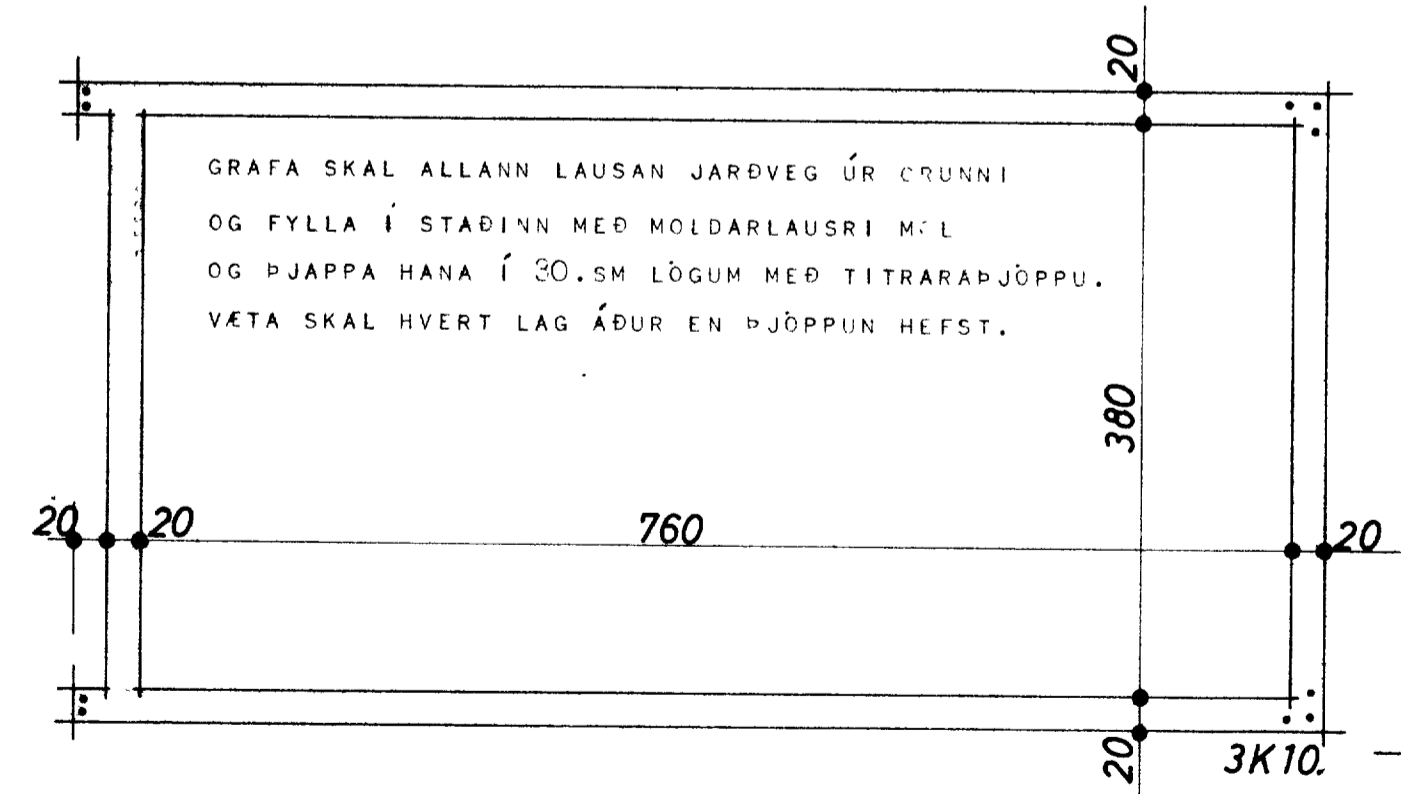 20
GRAFA SKAL ALLANN LAUSAN JARÐVEG ÚR GRUNNI
OG FYLLA Í STAÐINN MEÐ MOLDARLAUSRI MÖL
OG ÞJAPPA HANA Í 30.SM LÖGUM MEÐ TITRARAÞJÖPPU.
VÆTA SKAL HVERT LAG ÁÐUR EN ÞJÖPPUN HEFST.
380
20 20 760 20
20
3K10.